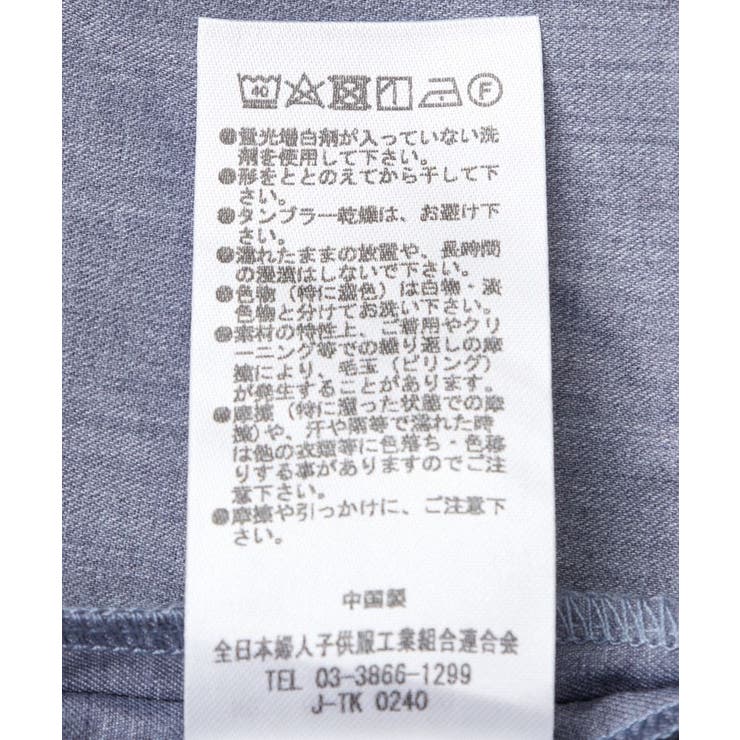 40
F
●蛍光増白剤が入っていない洗
剤を使用して下さい。
●形をととのえてから干して下
さい。
●タンブラー乾燥は、お避け下
さい。
●濡れたままの放置や、長時間
の浸漬はしないで下さい。
●色物（特に濃色）は白物・淡
色物と分けてお洗い下さい。
●素材の特性上、ご着用やクリ
ーニング等での繰り返しの摩
擦により、毛玉（ピリング）
が発生することがあります。
●摩擦（特に湿った状態での摩
擦）や、汗や雨等で濡れた時
は他の衣類等に色落ち・色移
りする事がありますのでご注
意下さい。
●摩擦や引っかけに、ご注意下
さい。
中国製
全日本婦人子供服工業組合連合会
TEL 03-3866-1299
J-TK 0240